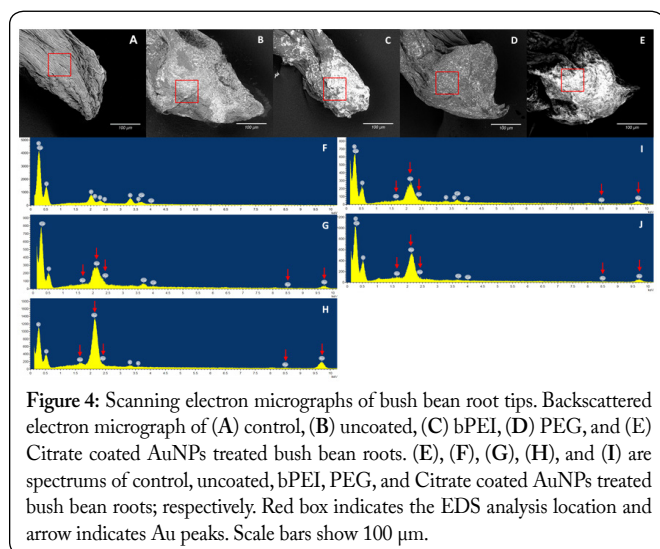 A B C D E
100 μm 100 μm 100 μm 100 μm 100 μm
F I
G J
H
Figure 4: Scanning electron micrographs of bush bean root tips. Backscattered
electron micrograph of (A) control, (B) uncoated, (C) bPEI, (D) PEG, and (E)
Citrate coated AuNPs treated bush bean roots. (E), (F), (G), (H), and (I) are
spectrums of control, uncoated, bPEI, PEG, and Citrate coated AuNPs treated
bush bean roots; respectively. Red box indicates the EDS analysis location and
arrow indicates Au peaks. Scale bars show 100 μm.